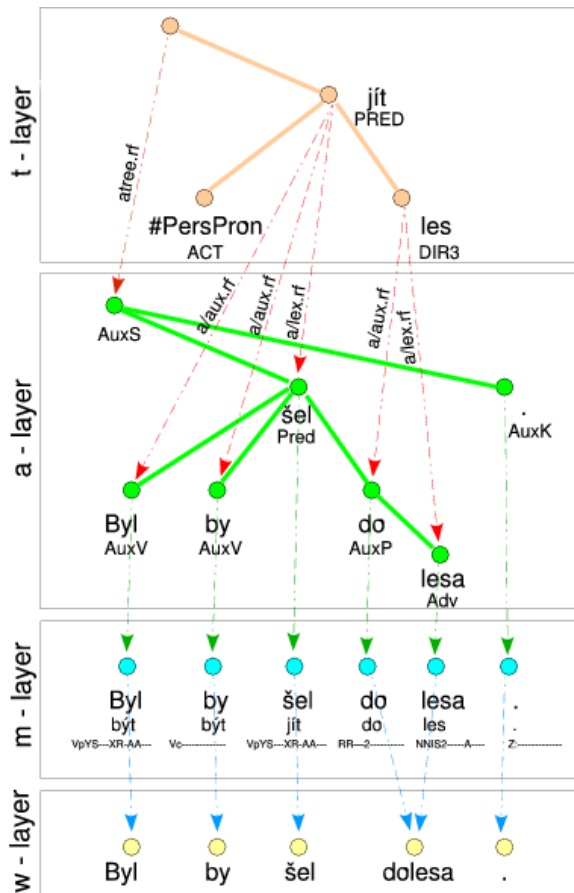 t - layer
jít
PRED
atree.rf
#PersPron
ACT
les
DIR3
a - layer
a/aux.rf
a/aux.rf
a/lex.rf
a/aux.rf
a/lex.rf
AuxS
šel
Pred
.
AuxK
Byl
AuxV
by
AuxV
do
AuxP
lesa
Adv
m - layer
Byl by šel do lesa .
být být jít do les .
VpYS---XR-AA--- Vc------------- VpYS---XR-AA--- RR---2---------- NNIS2-----A---- Z:-------------
w - layer
Byl by šel dolesa .